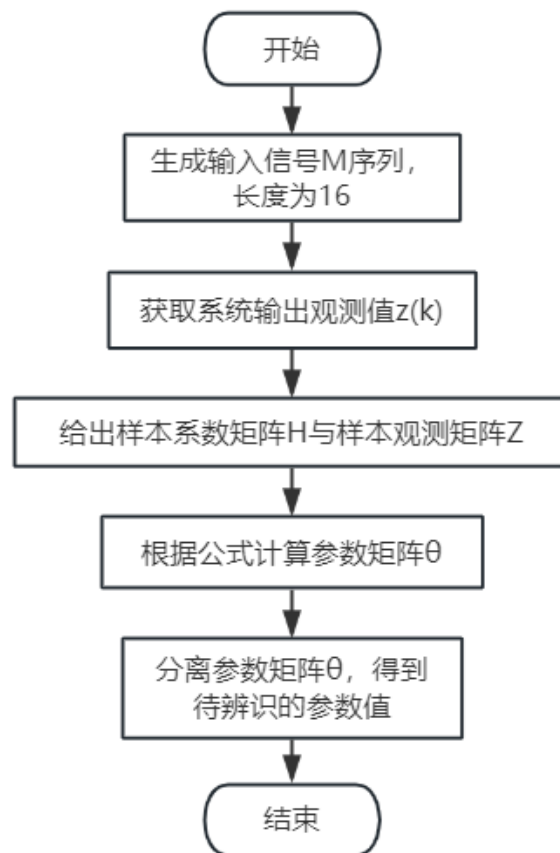 开始
生成输入信号M序列，
长度为16
获取系统输出观测值z(k)
给出样本系数矩阵H与样本观测矩阵Z
根据公式计算参数矩阵θ
分离参数矩阵θ，得到
待辨识的参数值
结束